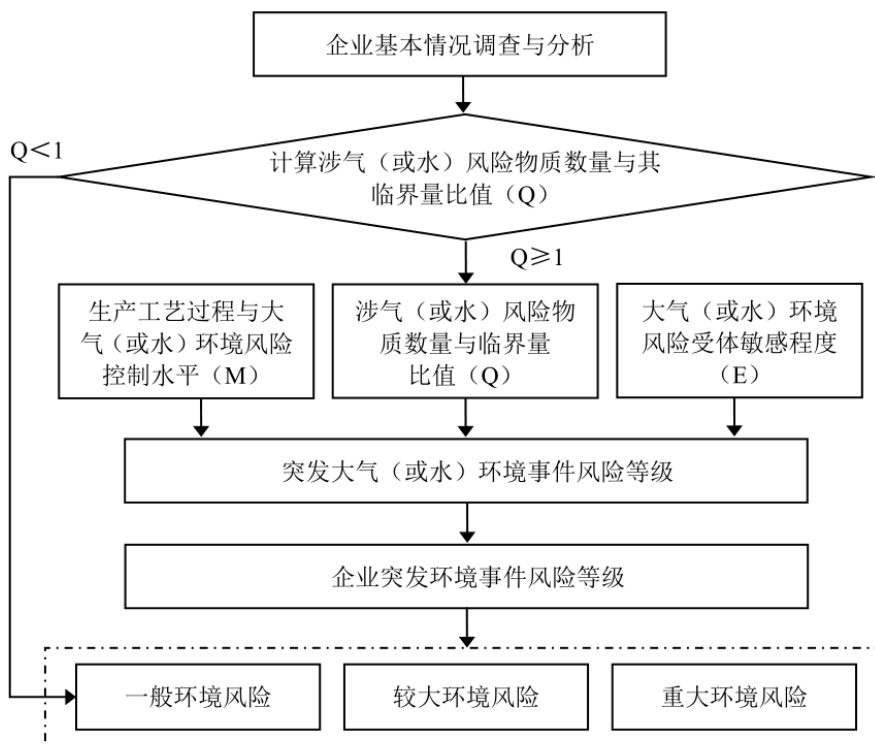 企业基本情况调查与分析
Q＜1
计算涉气（或水）风险物质数量与其
临界量比值（Q）
Q≥1
生产工艺过程与大
气（或水）环境风险
控制水平（M）
涉气（或水）风险物
质数量与临界量
比值（Q）
大气（或水）环境
风险受体敏感程度
（E）
突发大气（或水）环境事件风险等级
企业突发环境事件风险等级
一般环境风险
较大环境风险
重大环境风险